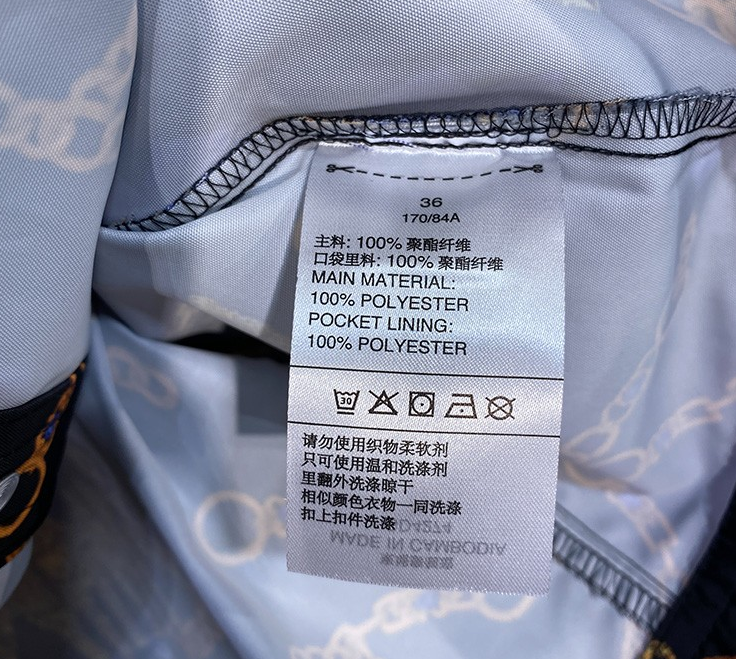 36
170/84A
主料: 100% 聚酯纤维
口袋里料: 100% 聚酯纤维
MAIN MATERIAL:
100% POLYESTER
POCKET LINING:
100% POLYESTER
30
请勿使用织物柔软剂
只可使用温和洗涤剂
里翻外洗涤晾干
相似颜色衣物一同洗涤
扣上扣件洗涤
MADE IN CAMBODIA